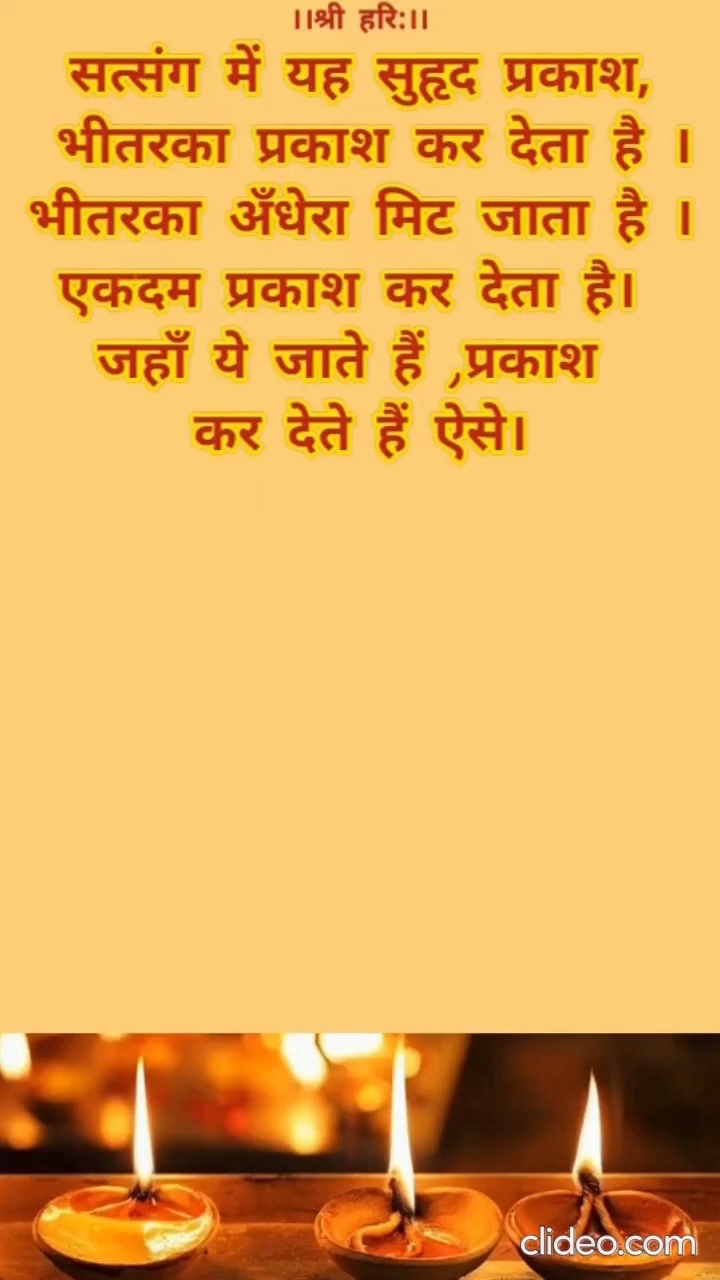 ।।श्री हरि:।।
सत्संग में यह सुहृद प्रकाश,
भीतरका प्रकाश कर देता है ।
भीतरका अँधेरा मिट जाता है ।
एकदम प्रकाश कर देता है।
जहाँ ये जाते हैं ,प्रकाश
कर देते हैं ऐसे।
clideo.com